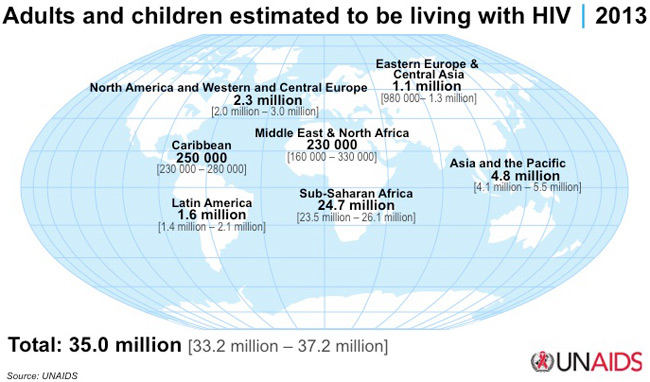 Adults and children estimated to be living with HIV | 2013
Eastern Europe &
Central Asia
1.1 million
[980 000– 1.3 million]
North America and Western and Central Europe
2.3 million
[2.0 million – 3.0 million]
Middle East & North Africa
230 000
[160 000 – 330 000]
Caribbean
250 000
[230 000 – 280 000]
Asia and the Pacific
4.8 million
[4.1 million – 5.5 million]
Sub-Saharan Africa
24.7 million
[23.5 million – 26.1 million]
Latin America
1.6 million
[1.4 million – 2.1 million]
Total: 35.0 million [33.2 million – 37.2 million]
Source: UNAIDS
UNAIDS